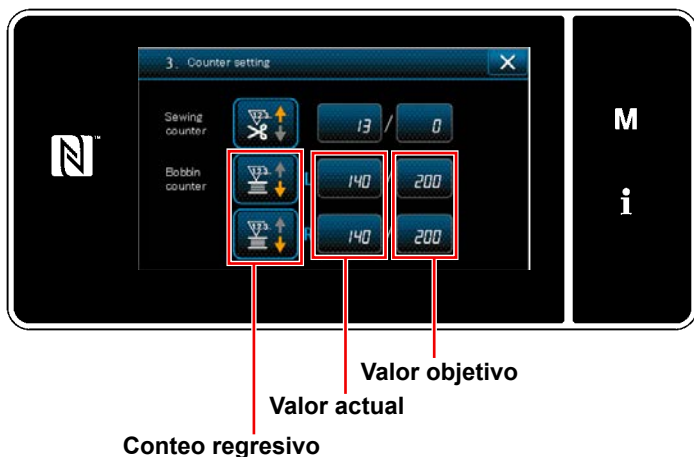 3. Counter setting
Sewing counter
13 / 0
Bobbin counter
L 140 / 200
R 140 / 200
M
i
N™
Valor objetivo
Valor actual
Conteo regresivo